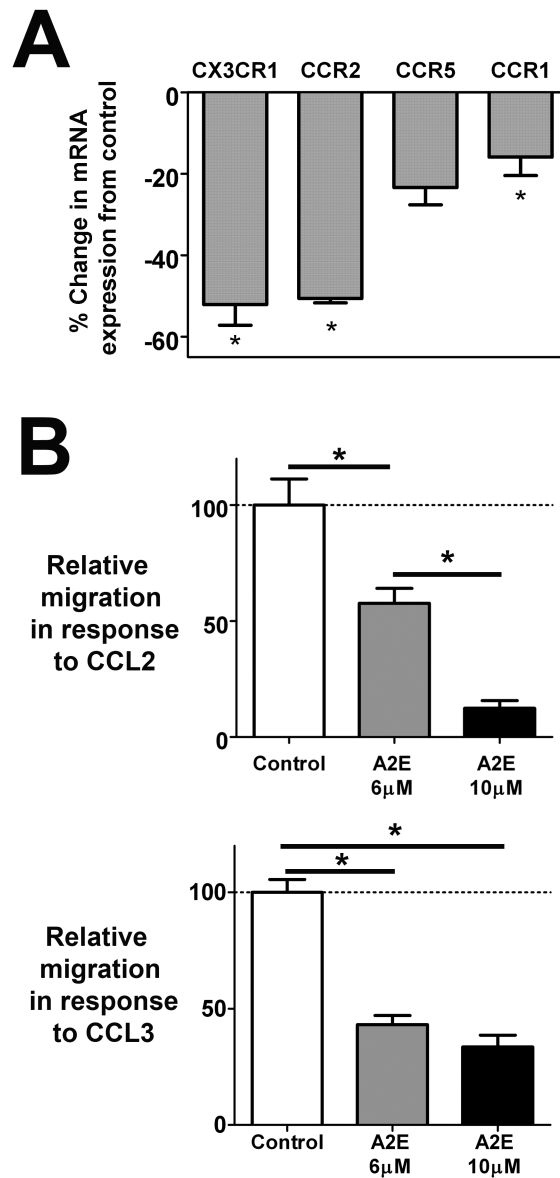 A
CX3CR1 CCR2 CCR5 CCR1
% Change in mRNA
expression from control
0
-20
-40
-60
*
*
*
B
Relative
migration
in response
to CCL2
100
50
0
*
*
Control
A2E
6μM
A2E
10μM
Relative
migration
in response
to CCL3
100
50
0
*
*
Control
A2E
6μM
A2E
10μM